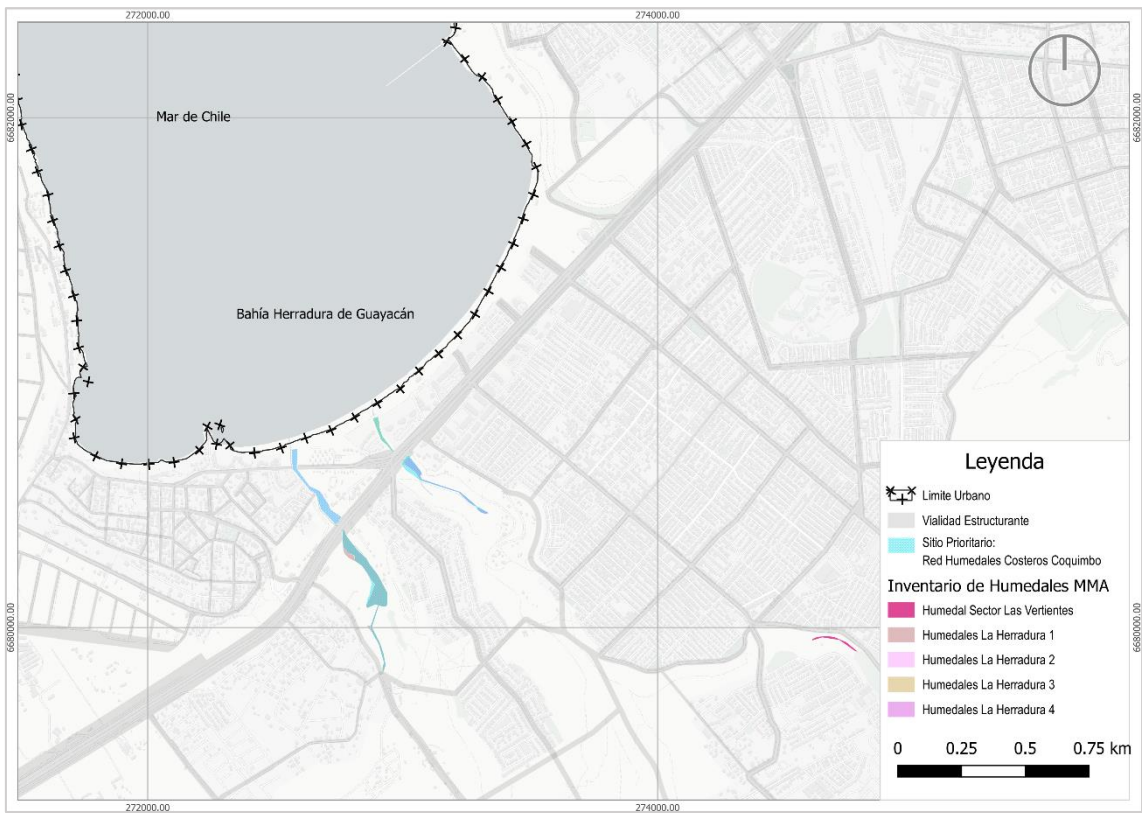 272000.00
274000.00
6682000.00
6682000.00
Mar de Chile
Bahía Herradura de Guayacán
Leyenda
Limite Urbano
Vialidad Estructurante
Sitio Prioritario:
Red Humedales Costeros Coquimbo
Inventario de Humedales MMA
Humedal Sector Las Vertientes
Humedales La Herradura 1
Humedales La Herradura 2
Humedales La Herradura 3
Humedales La Herradura 4
0 0.25 0.5 0.75 km
6680000.00
6680000.00
272000.00
274000.00